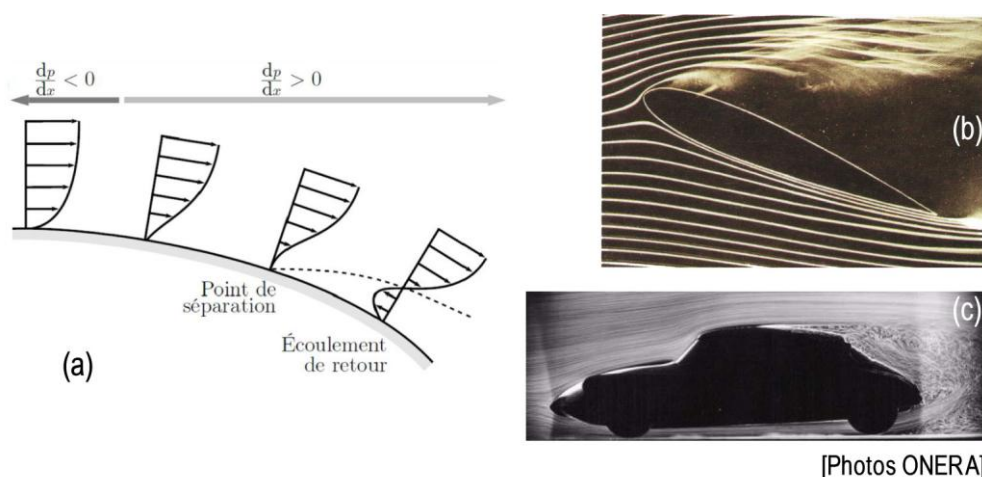 dp/dx < 0
dp/dx > 0
Point de
séparation
Écoulement
de retour
(a)
(b)
(c)
[Photos ONERA]